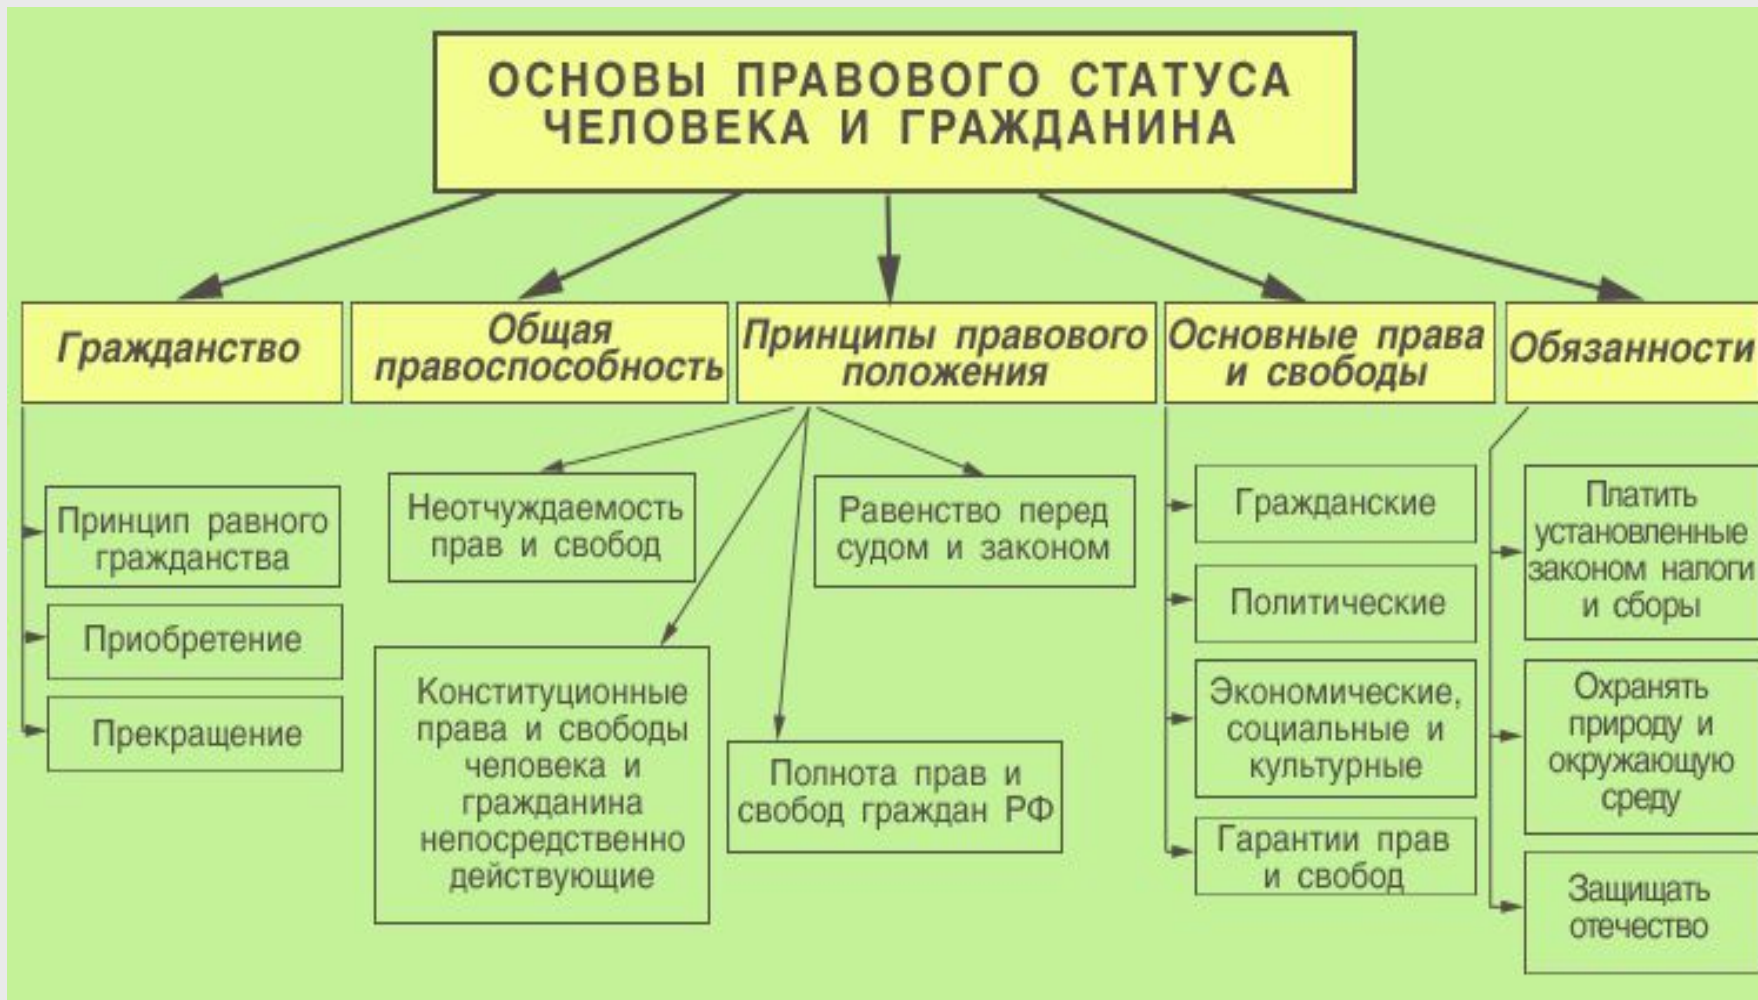 ОСНОВЫ ПРАВОВОГО СТАТУСА
ЧЕЛОВЕКА И ГРАЖДАНИНА
Гражданство
Общая
правоспособность
Принципы правового
положения
Основные права
и свободы
Обязанности
Принцип равного
гражданства
Приобретение
Прекращение
Неотчуждаемость
прав и свобод
Равенство перед
судом и законом
Конституционные
права и свободы
человека и
гражданина
непосредственно
действующие
Полнота прав и
свобод граждан РФ
Гражданские
Политические
Экономические,
социальные и
культурные
Гарантии прав
и свобод
Платить
установленные
законом налоги
и сборы
Охранять
природу и
окружающую
среду
Защищать
отечество